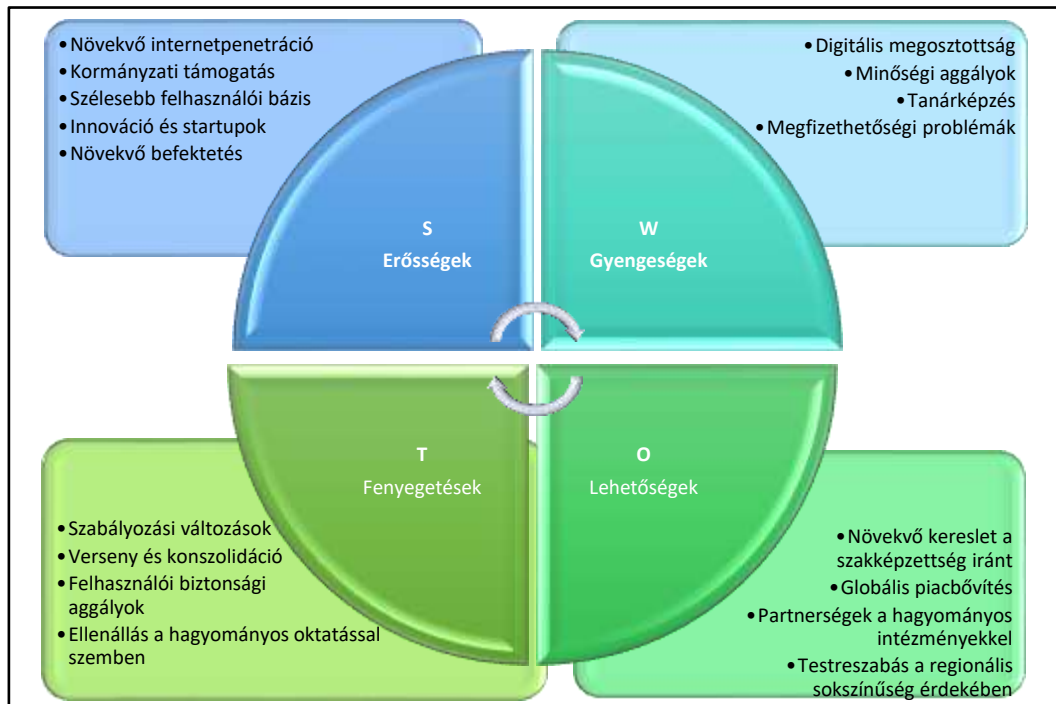 •Növekvő internetpenetráció
•Kormányzati támogatás
•Szélesebb felhasználói bázis
•Innováció és startupok
•Növekvő befektetés
•Digitális megosztottság
•Minőségi aggályok
•Tanárképzés
•Megfizethetőségi problémák
S
Erősségek
W
Gyengeségek
T
Fenyegetések
O
Lehetőségek
•Szabályozási változások
•Verseny és konszolidáció
•Felhasználói biztonsági
aggályok
•Ellenállás a hagyományos oktatással
szemben
•Növekvő kereslet a
szakképzettség iránt
•Globális piacbővítés
•Partnerségek a hagyományos
intézményekkel
•Testreszabás a regionális
sokszínűség érdekében